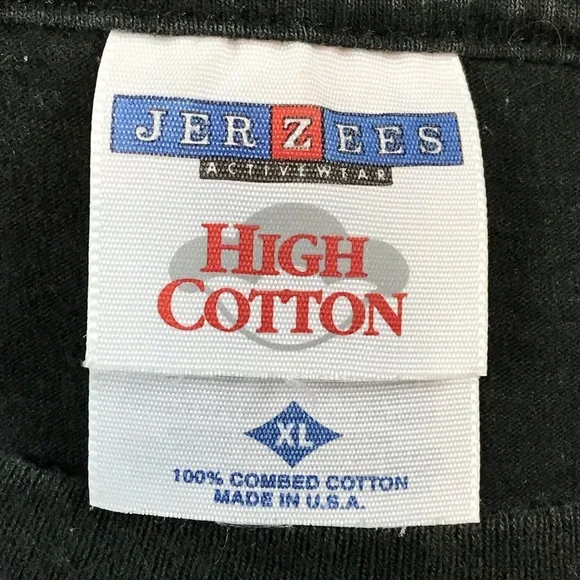 JERZEES
ACTIVEWEAR
HIGH
COTTON
XL
100% COMBED COTTON
MADE IN U.S.A.